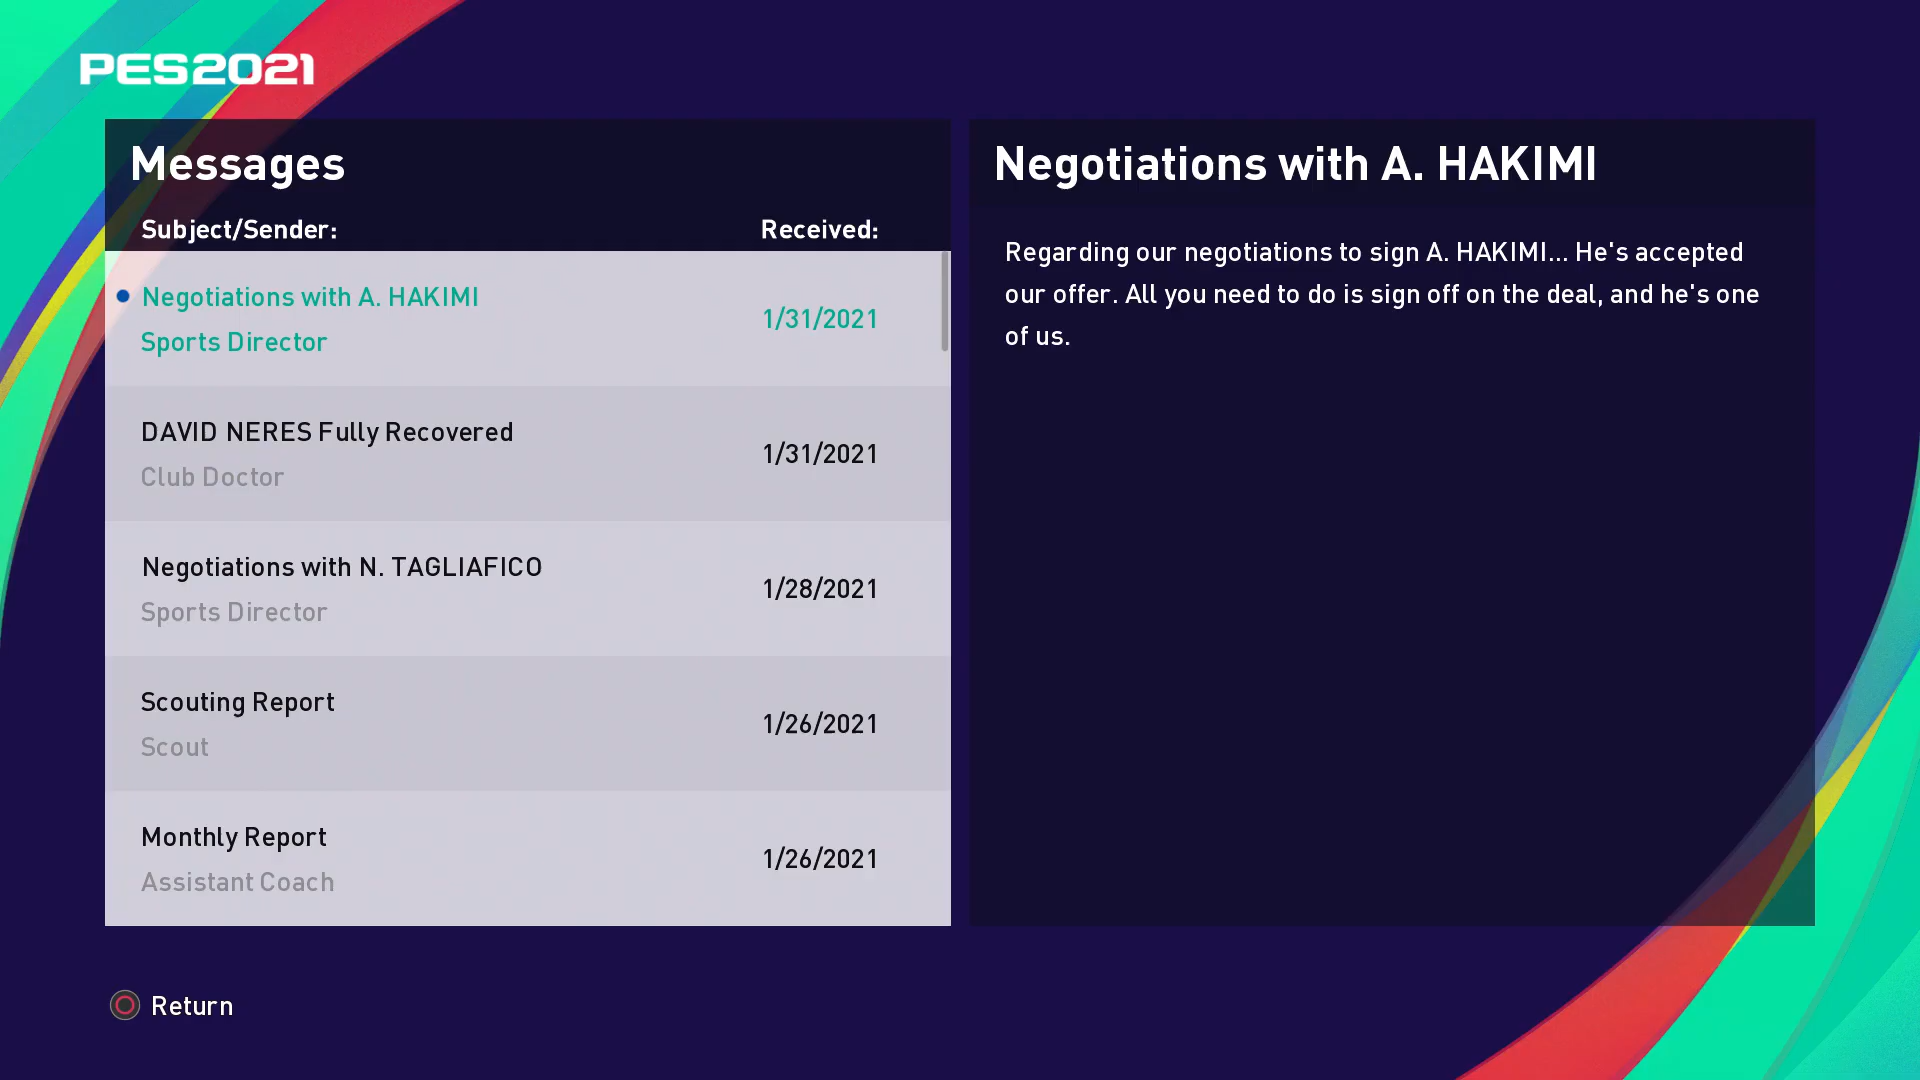 PES2021
Messages
Subject/Sender: Received:
Negotiations with A. HAKIMI
Sports Director
1/31/2021
DAVID NERES Fully Recovered
Club Doctor
1/31/2021
Negotiations with N. TAGLIAFICO
Sports Director
1/28/2021
Scouting Report
Scout
1/26/2021
Monthly Report
Assistant Coach
1/26/2021
Negotiations with A. HAKIMI
Regarding our negotiations to sign A. HAKIMI... He's accepted
our offer. All you need to do is sign off on the deal, and he's one
of us.
Return